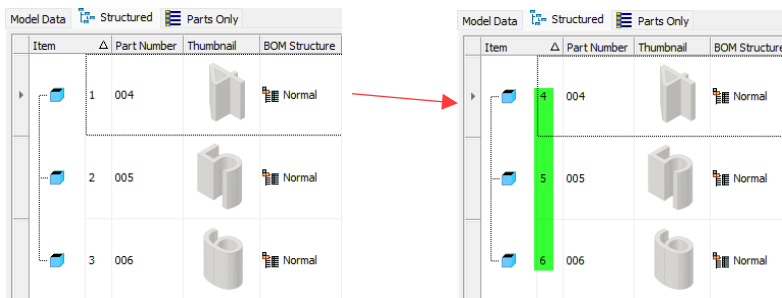 Model Data Structured Parts Only
Item Part Number Thumbnail BOM Structure
1 004 Normal
2 005 Normal
3 006 Normal
Model Data Structured Parts Only
Item Part Number Thumbnail BOM Structure
4 004 Normal
5 005 Normal
6 006 Normal